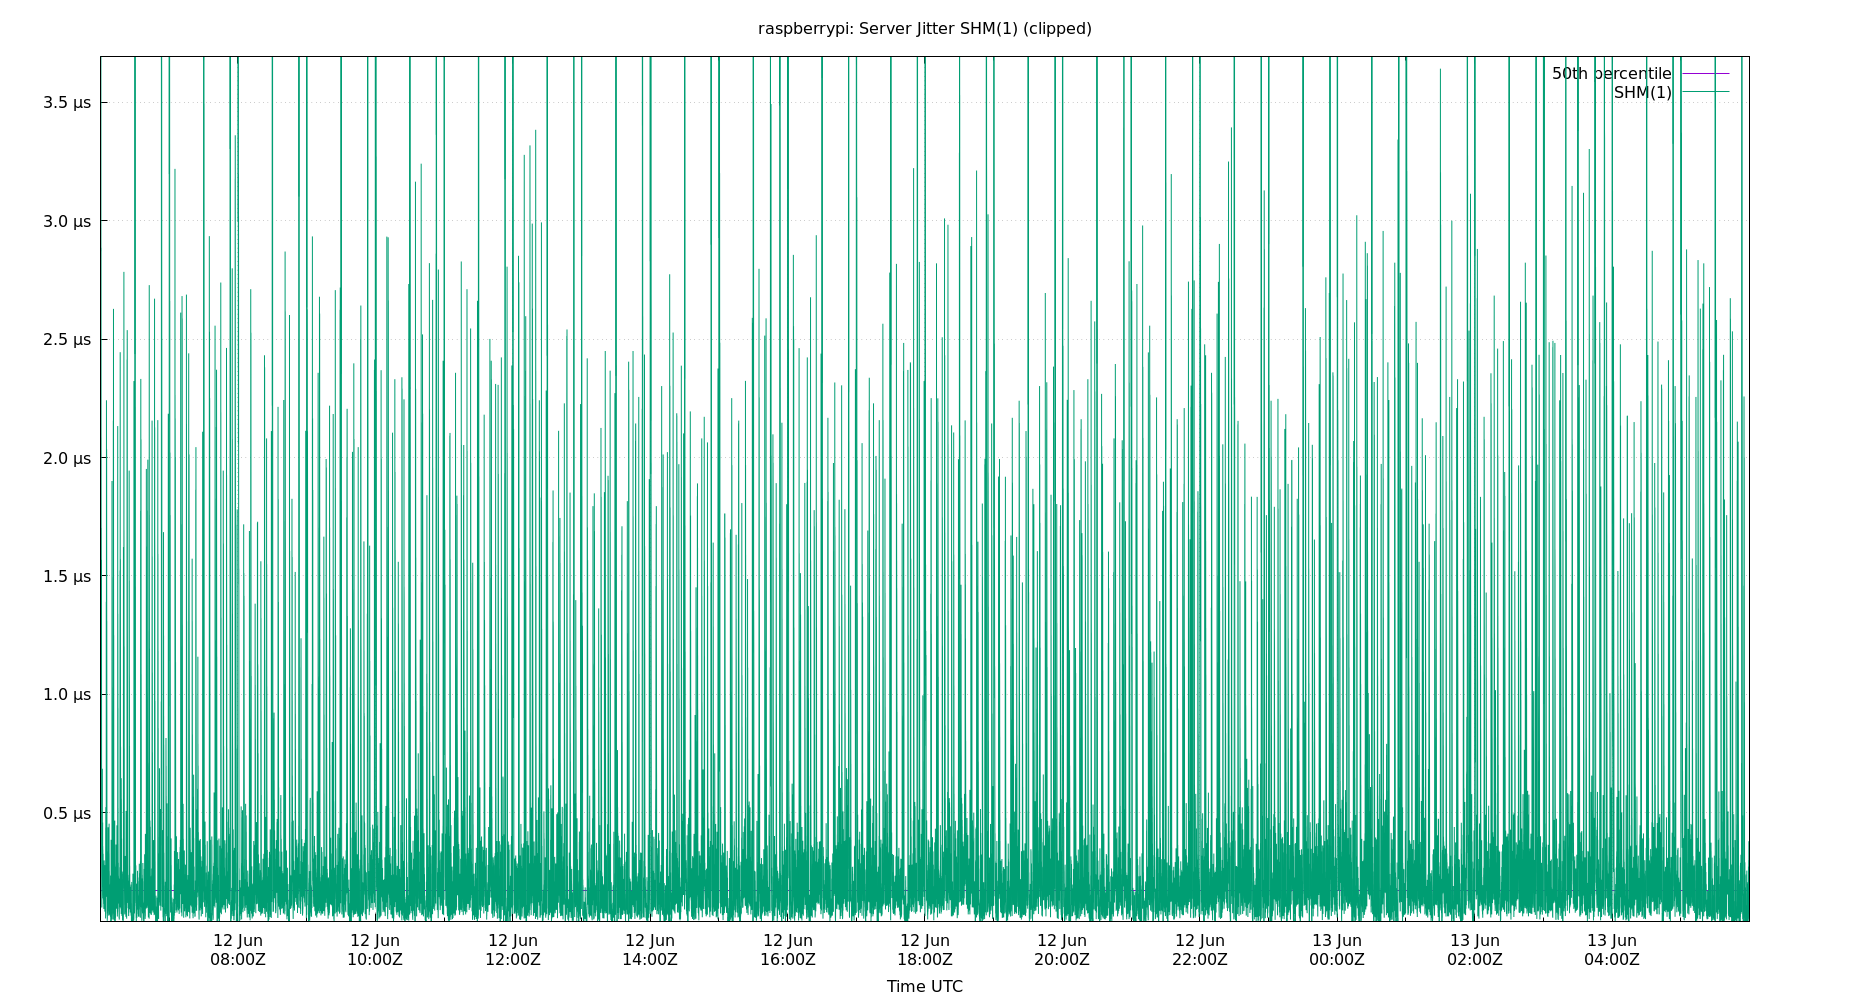 raspberrypi: Server Jitter SHM(1) (clipped)
50th percentile
SHM(1)
3.5 µs
3.0 µs
2.5 µs
2.0 µs
1.5 µs
1.0 µs
0.5 µs
12 Jun 12 Jun 12 Jun 12 Jun 12 Jun 12 Jun 12 Jun 12 Jun 13 Jun 13 Jun 13 Jun
08:00Z 10:00Z 12:00Z 14:00Z 16:00Z 18:00Z 20:00Z 22:00Z 00:00Z 02:00Z 04:00Z
Time UTC